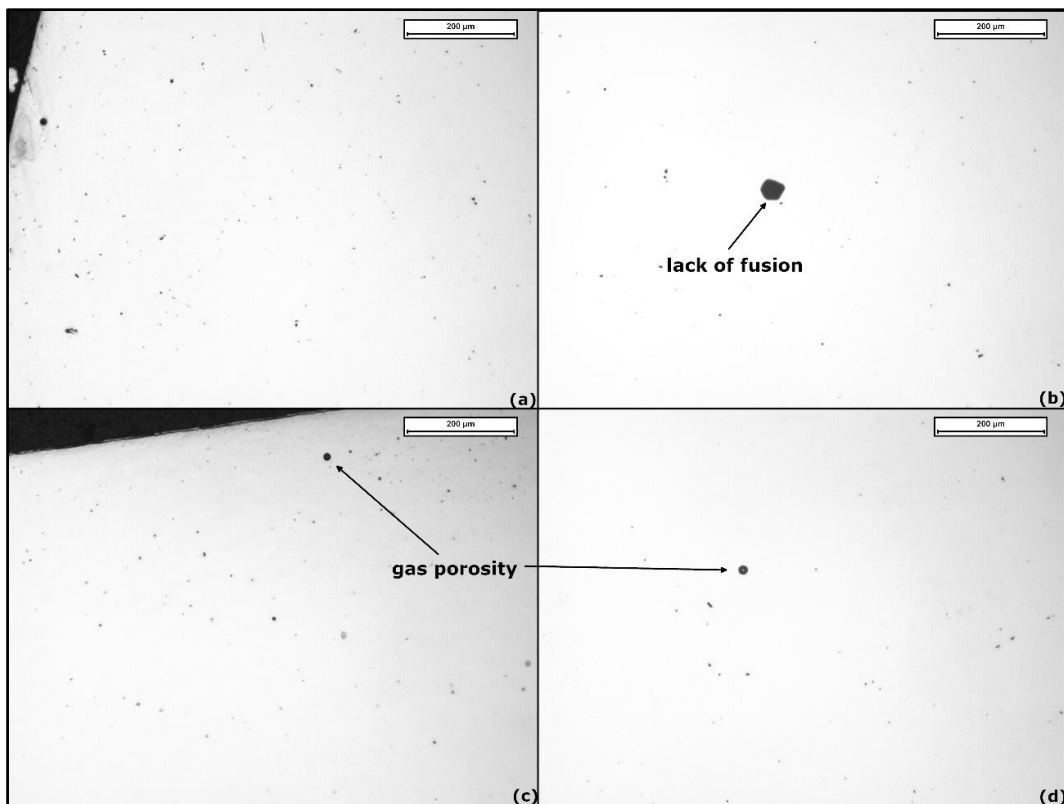 200 µm
200 µm
lack of fusion
(a)
(b)
200 µm
200 µm
gas porosity
(c)
(d)